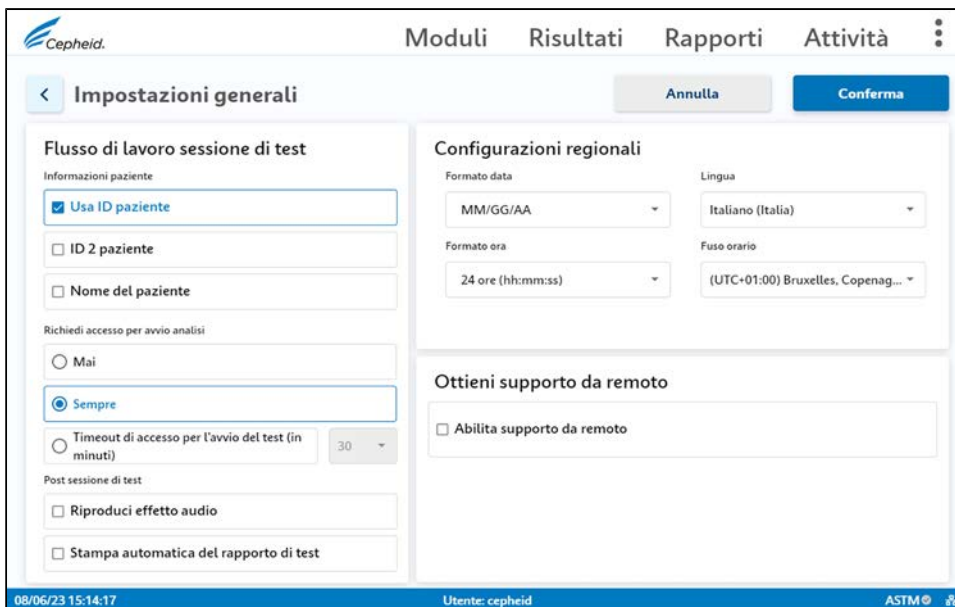 Cepheid.
Moduli Risultati Rapporti Attività
Impostazioni generali
Annulla
Conferma
Flusso di lavoro sessione di test
Informazioni paziente
Usa ID paziente
ID 2 paziente
Nome del paziente
Richiedi accesso per avvio analisi
Mai
Sempre
Timeout di accesso per l'avvio del test (in
minuti)
30
Post sessione di test
Riproduci effetto audio
Stampa automatica del rapporto di test
Configurazioni regionali
Formato data
Lingua
MM/GG/AA
Italiano (Italia)
Formato ora
Fuso orario
24 ore (hh:mm:ss)
(UTC+01:00) Bruxelles, Copenag...
Ottieni supporto da remoto
Abilita supporto da remoto
08/06/23 15:14:17
Utente: cepheid
ASTM